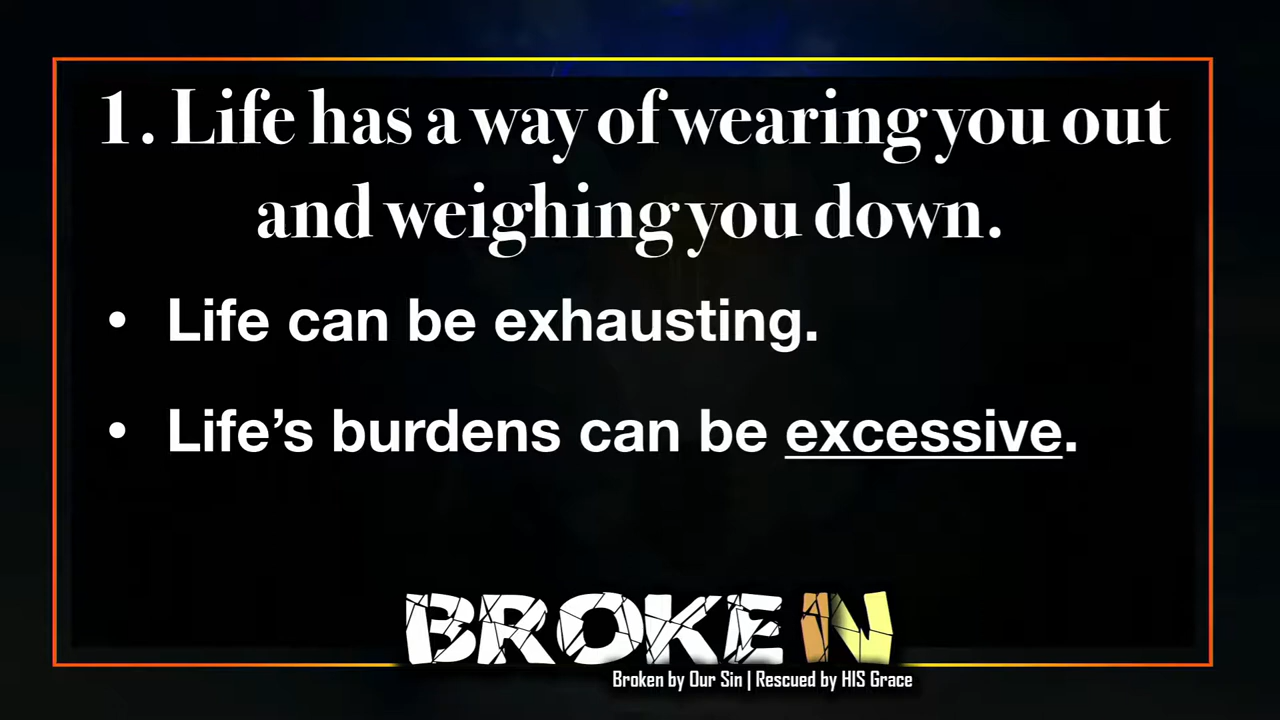 1. Life has a way of wearing you out
and weighing you down.
• Life can be exhausting.
• Life’s burdens can be excessive.
BROKEN
Broken by Our Sin | Rescued by HIS Grace